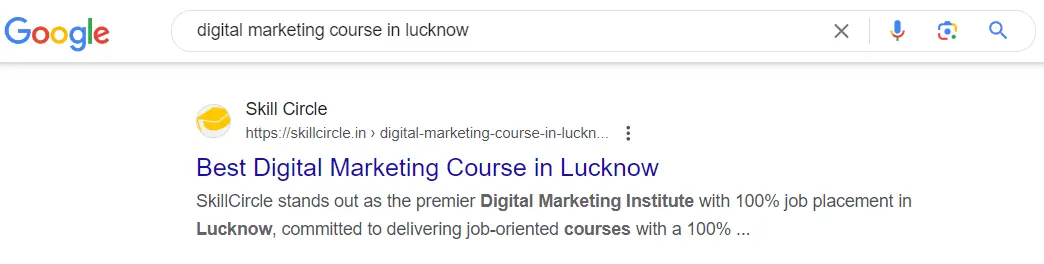 Google
digital marketing course in lucknow
Skill Circle
https://skillcircle.in › digital-marketing-course-in-luckn...
Best Digital Marketing Course in Lucknow
SkillCircle stands out as the premier Digital Marketing Institute with 100% job placement in
Lucknow, committed to delivering job-oriented courses with a 100% ...